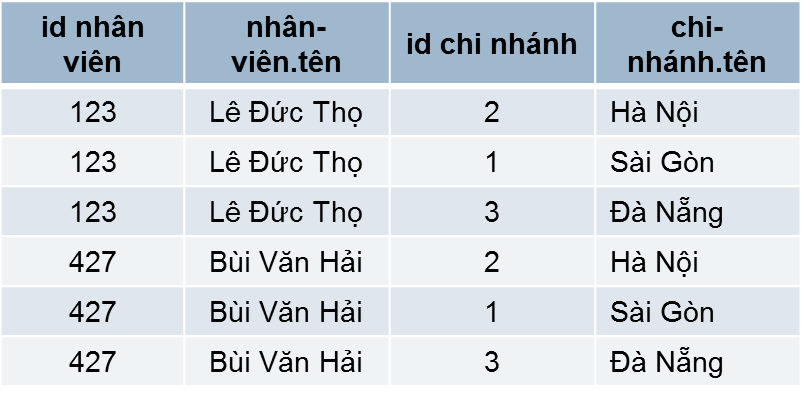 id nhân viên nhân-viên.tên id chi nhánh chi-nhánh.tên
123 Lê Đức Thọ 2 Hà Nội
123 Lê Đức Thọ 1 Sài Gòn
123 Lê Đức Thọ 3 Đà Nẵng
427 Bùi Văn Hải 2 Hà Nội
427 Bùi Văn Hải 1 Sài Gòn
427 Bùi Văn Hải 3 Đà Nẵng